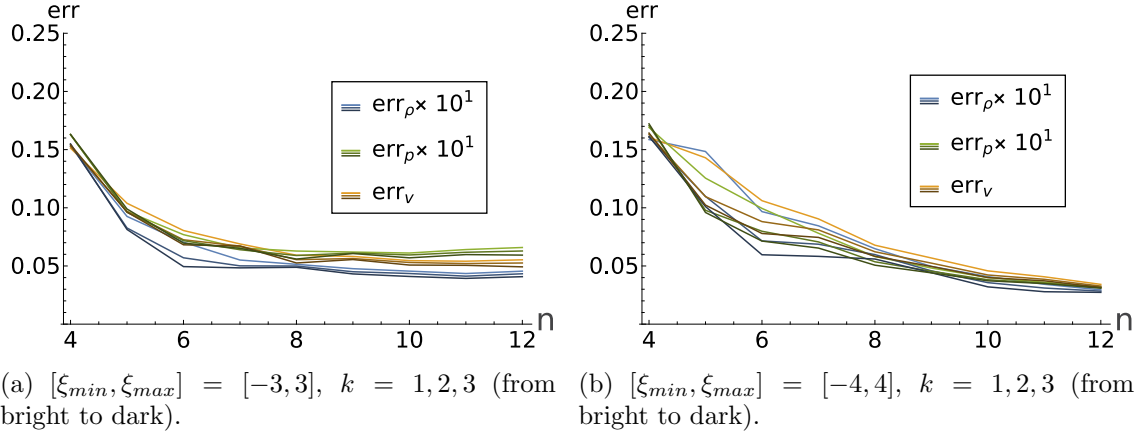 err
0.25
0.20
0.15
0.10
0.05
4 6 8 10 12 n
err_ρ × 10^1
err_p × 10^1
err_v
(a) [ξ_min, ξ_max] = [−3, 3], k = 1, 2, 3 (from
bright to dark).
err
0.25
0.20
0.15
0.10
0.05
4 6 8 10 12 n
err_ρ × 10^1
err_p × 10^1
err_v
(b) [ξ_min, ξ_max] = [−4, 4], k = 1, 2, 3 (from
bright to dark).